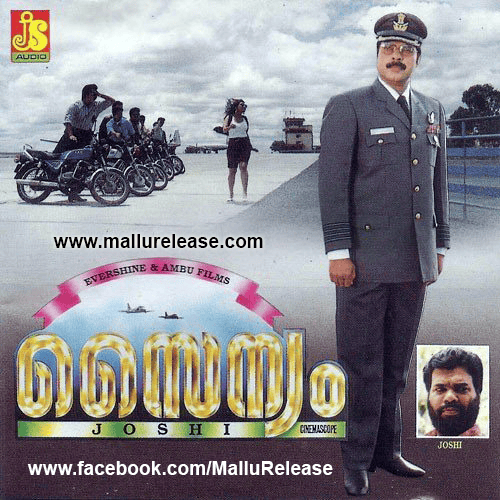 JS
AUDIO
www.mallurelease.com
EVERSHINE & AMBU FILMS
സൈന്യം
JOSHI
CINEMASCOPE
JOSHI
www.facebook.com/MalluRelease